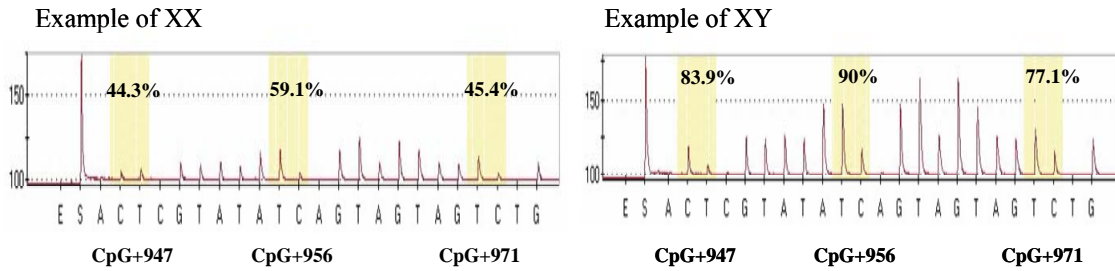 Example of XX
44.3%
59.1%
45.4%
150
100
E S A C T C G T A T A T C A G T A G T A G T C T G
CpG+947
CpG+956
CpG+971
Example of XY
83.9%
90%
77.1%
150
100
E S A C T C G T A T A T C A G T A G T A G T C T G
CpG+947
CpG+956
CpG+971